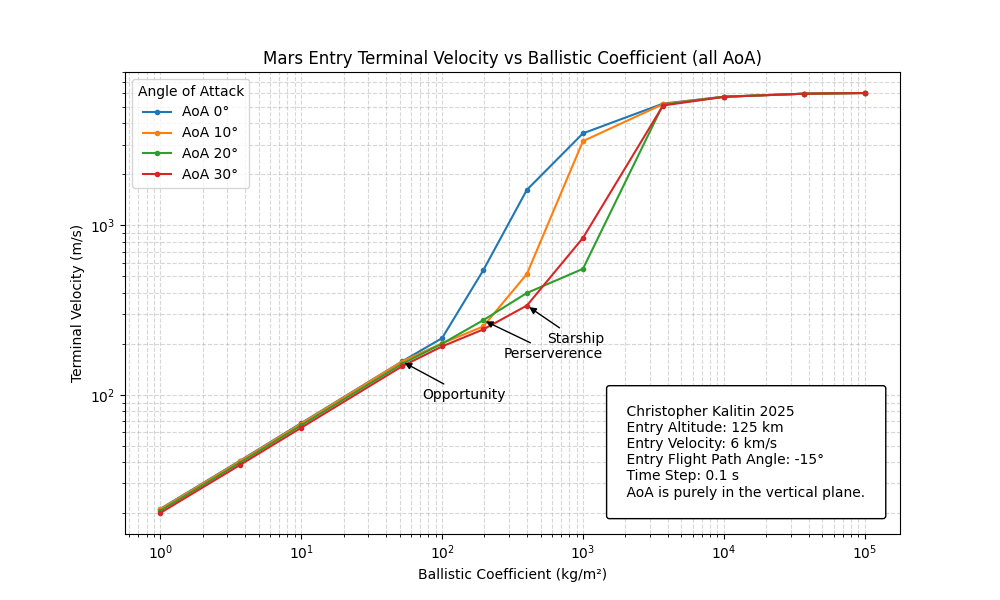 Mars Entry Terminal Velocity vs Ballistic Coefficient (all AoA)
Angle of Attack
AoA 0°
AoA 10°
AoA 20°
AoA 30°
Terminal Velocity (m/s)
10³
10²
Starship
Perserverence
Opportunity
Christopher Kalitin 2025
Entry Altitude: 125 km
Entry Velocity: 6 km/s
Entry Flight Path Angle: -15°
Time Step: 0.1 s
AoA is purely in the vertical plane.
10⁰ 10¹ 10² 10³ 10⁴ 10⁵
Ballistic Coefficient (kg/m²)